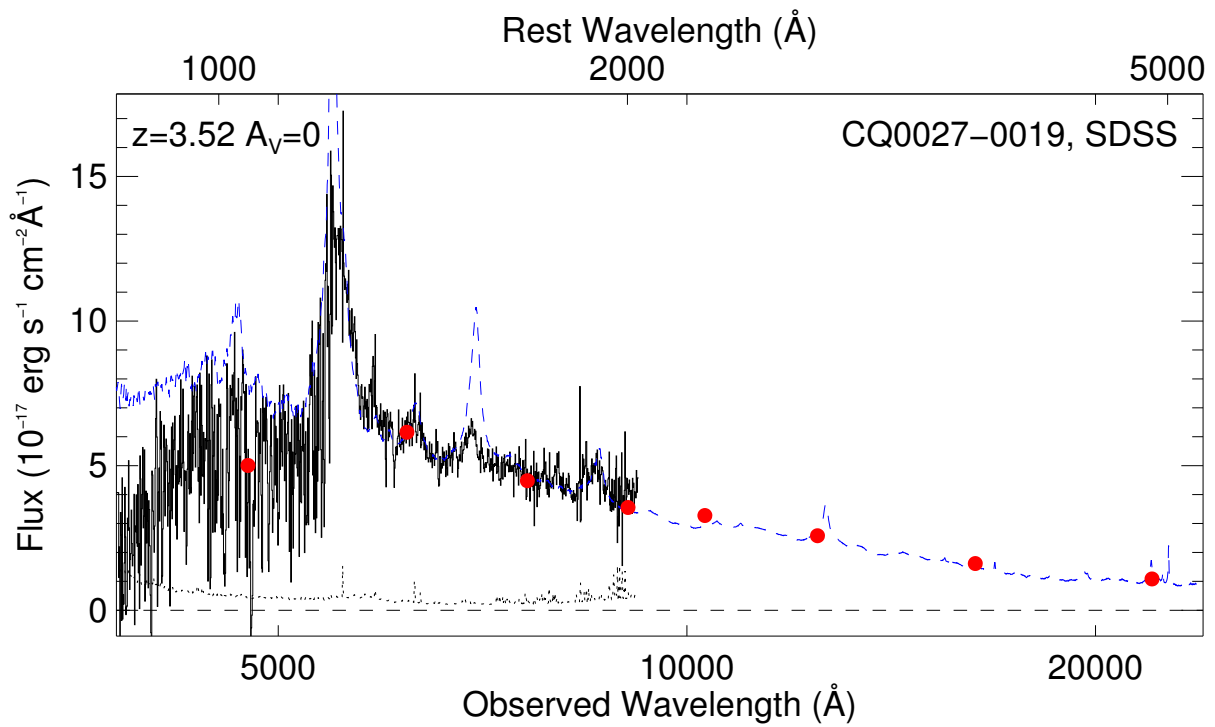 Rest Wavelength (Å)
1000 2000 5000
z=3.52 A_V=0 CQ0027−0019, SDSS
Flux (10⁻¹⁷ erg s⁻¹ cm⁻²Å⁻¹)
15
10
5
0
5000 10000 20000
Observed Wavelength (Å)